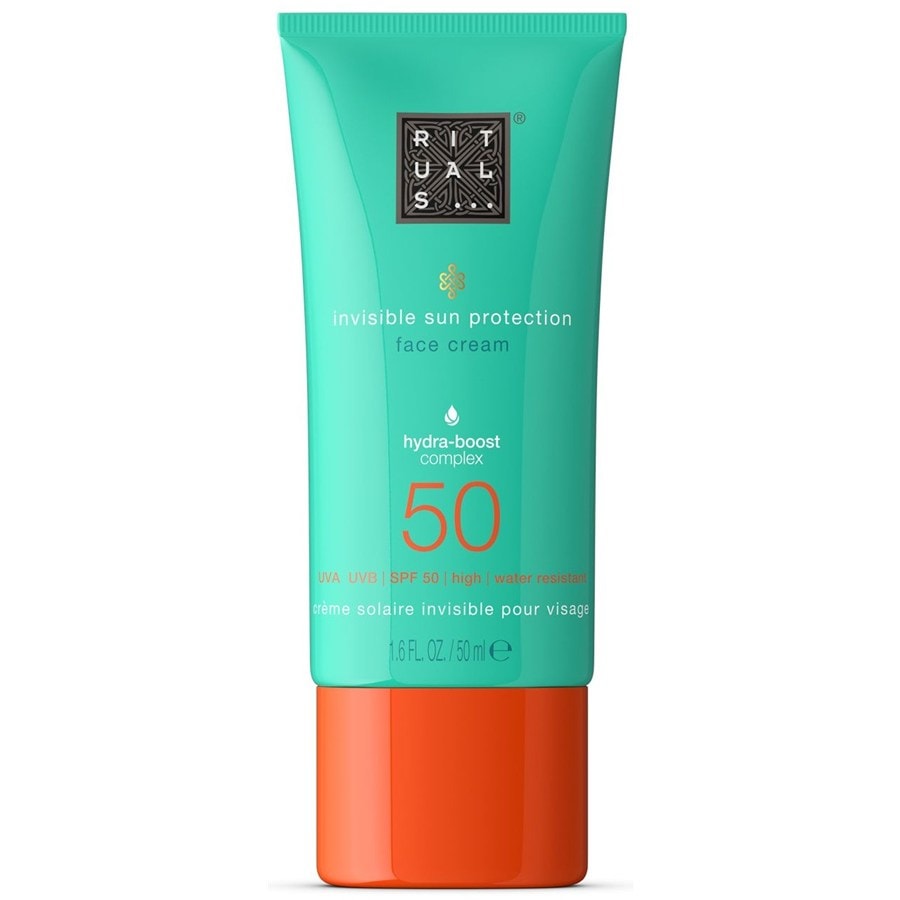 RIT
UAL
S...
®
invisible sun protection
face cream
hydra-boost
complex
50
UVA UVB | SPF 50 | high | water resistant
crème solaire invisible pour visage
1.6 FL. OZ. / 50 ml ℮